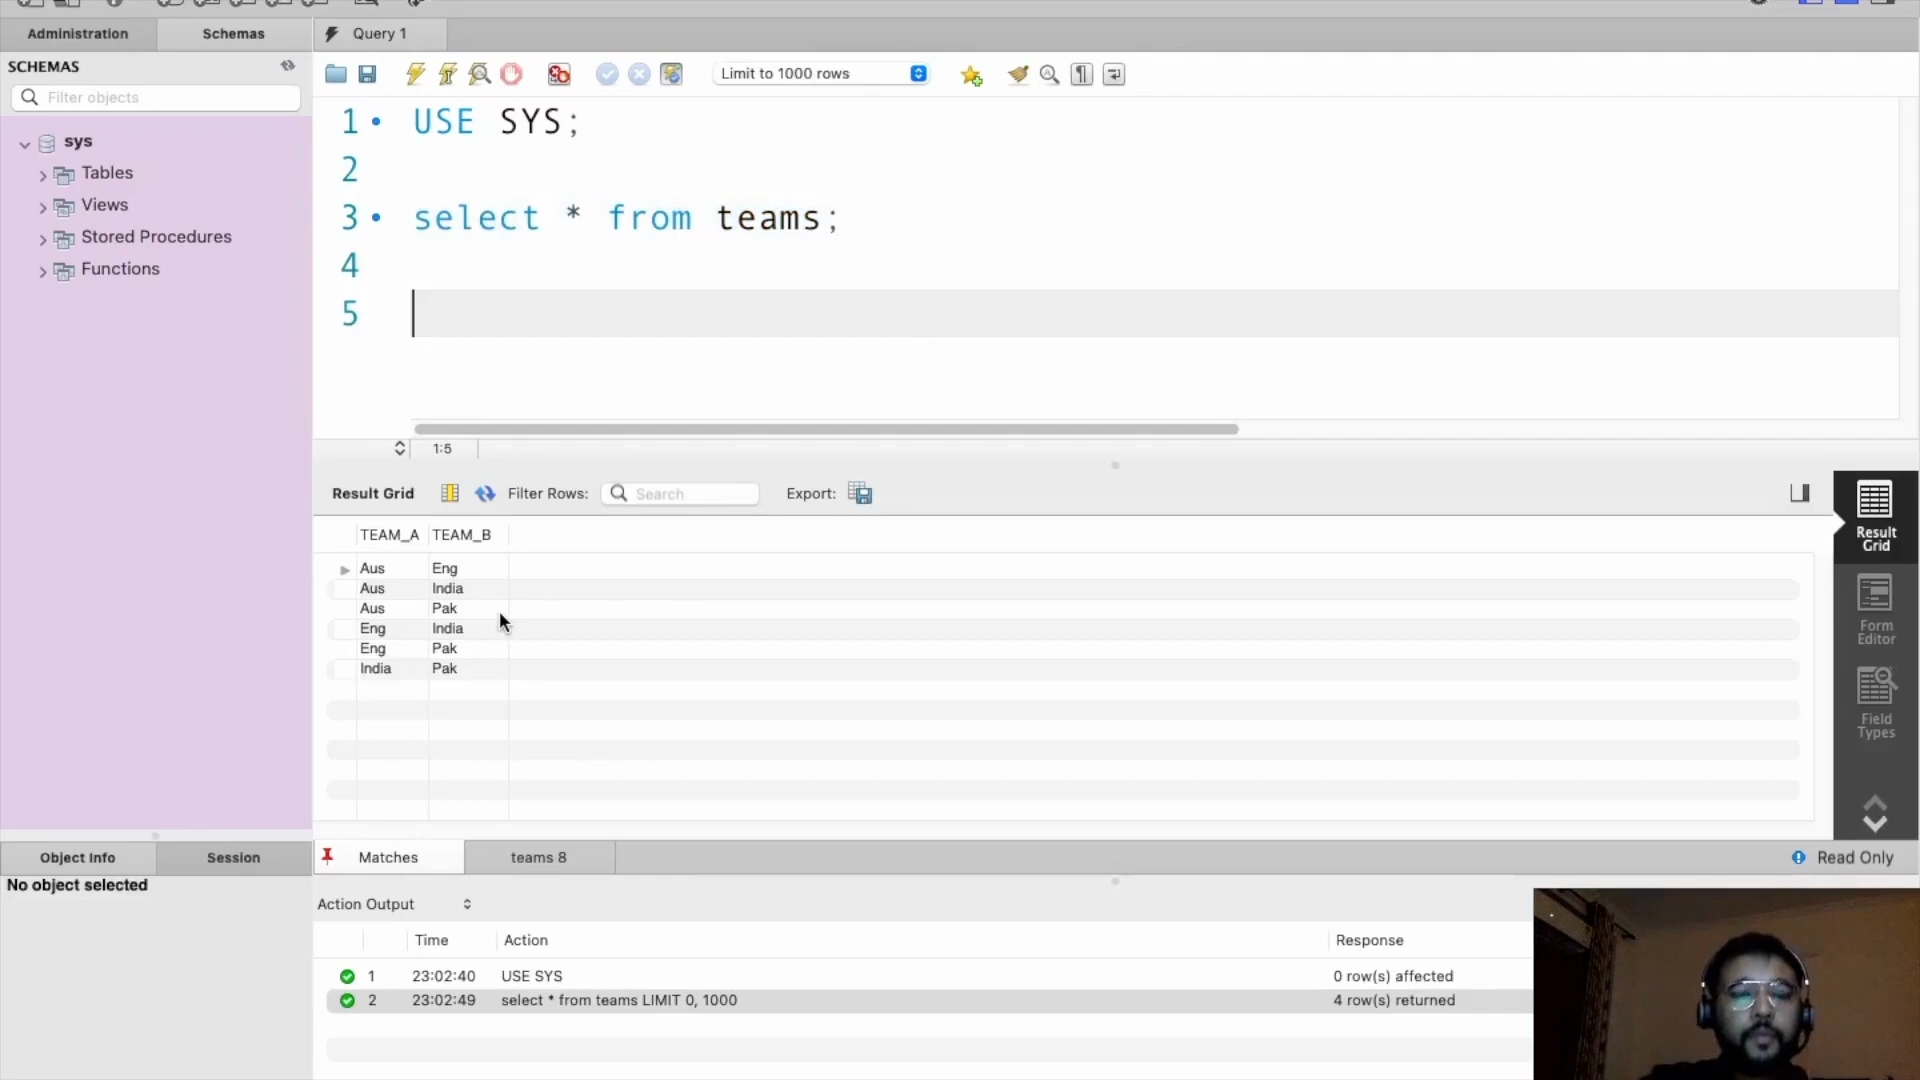 Administration
Schemas
Query 1
SCHEMAS
Filter objects
Limit to 1000 rows
sys
Tables
Views
Stored Procedures
Functions
1 USE SYS;
2
3 select * from teams;
4
5
1:5
Result Grid
Filter Rows:
Search
Export:
TEAM_A TEAM_B
Aus Eng
Aus India
Aus Pak
Eng India
Eng Pak
India Pak
Result
Grid
Form
Editor
Field
Types
Object Info
Session
Matches
teams 8
Read Only
No object selected
Action Output
Time Action Response
1 23:02:40 USE SYS 0 row(s) affected
2 23:02:49 select * from teams LIMIT 0, 1000 4 row(s) returned